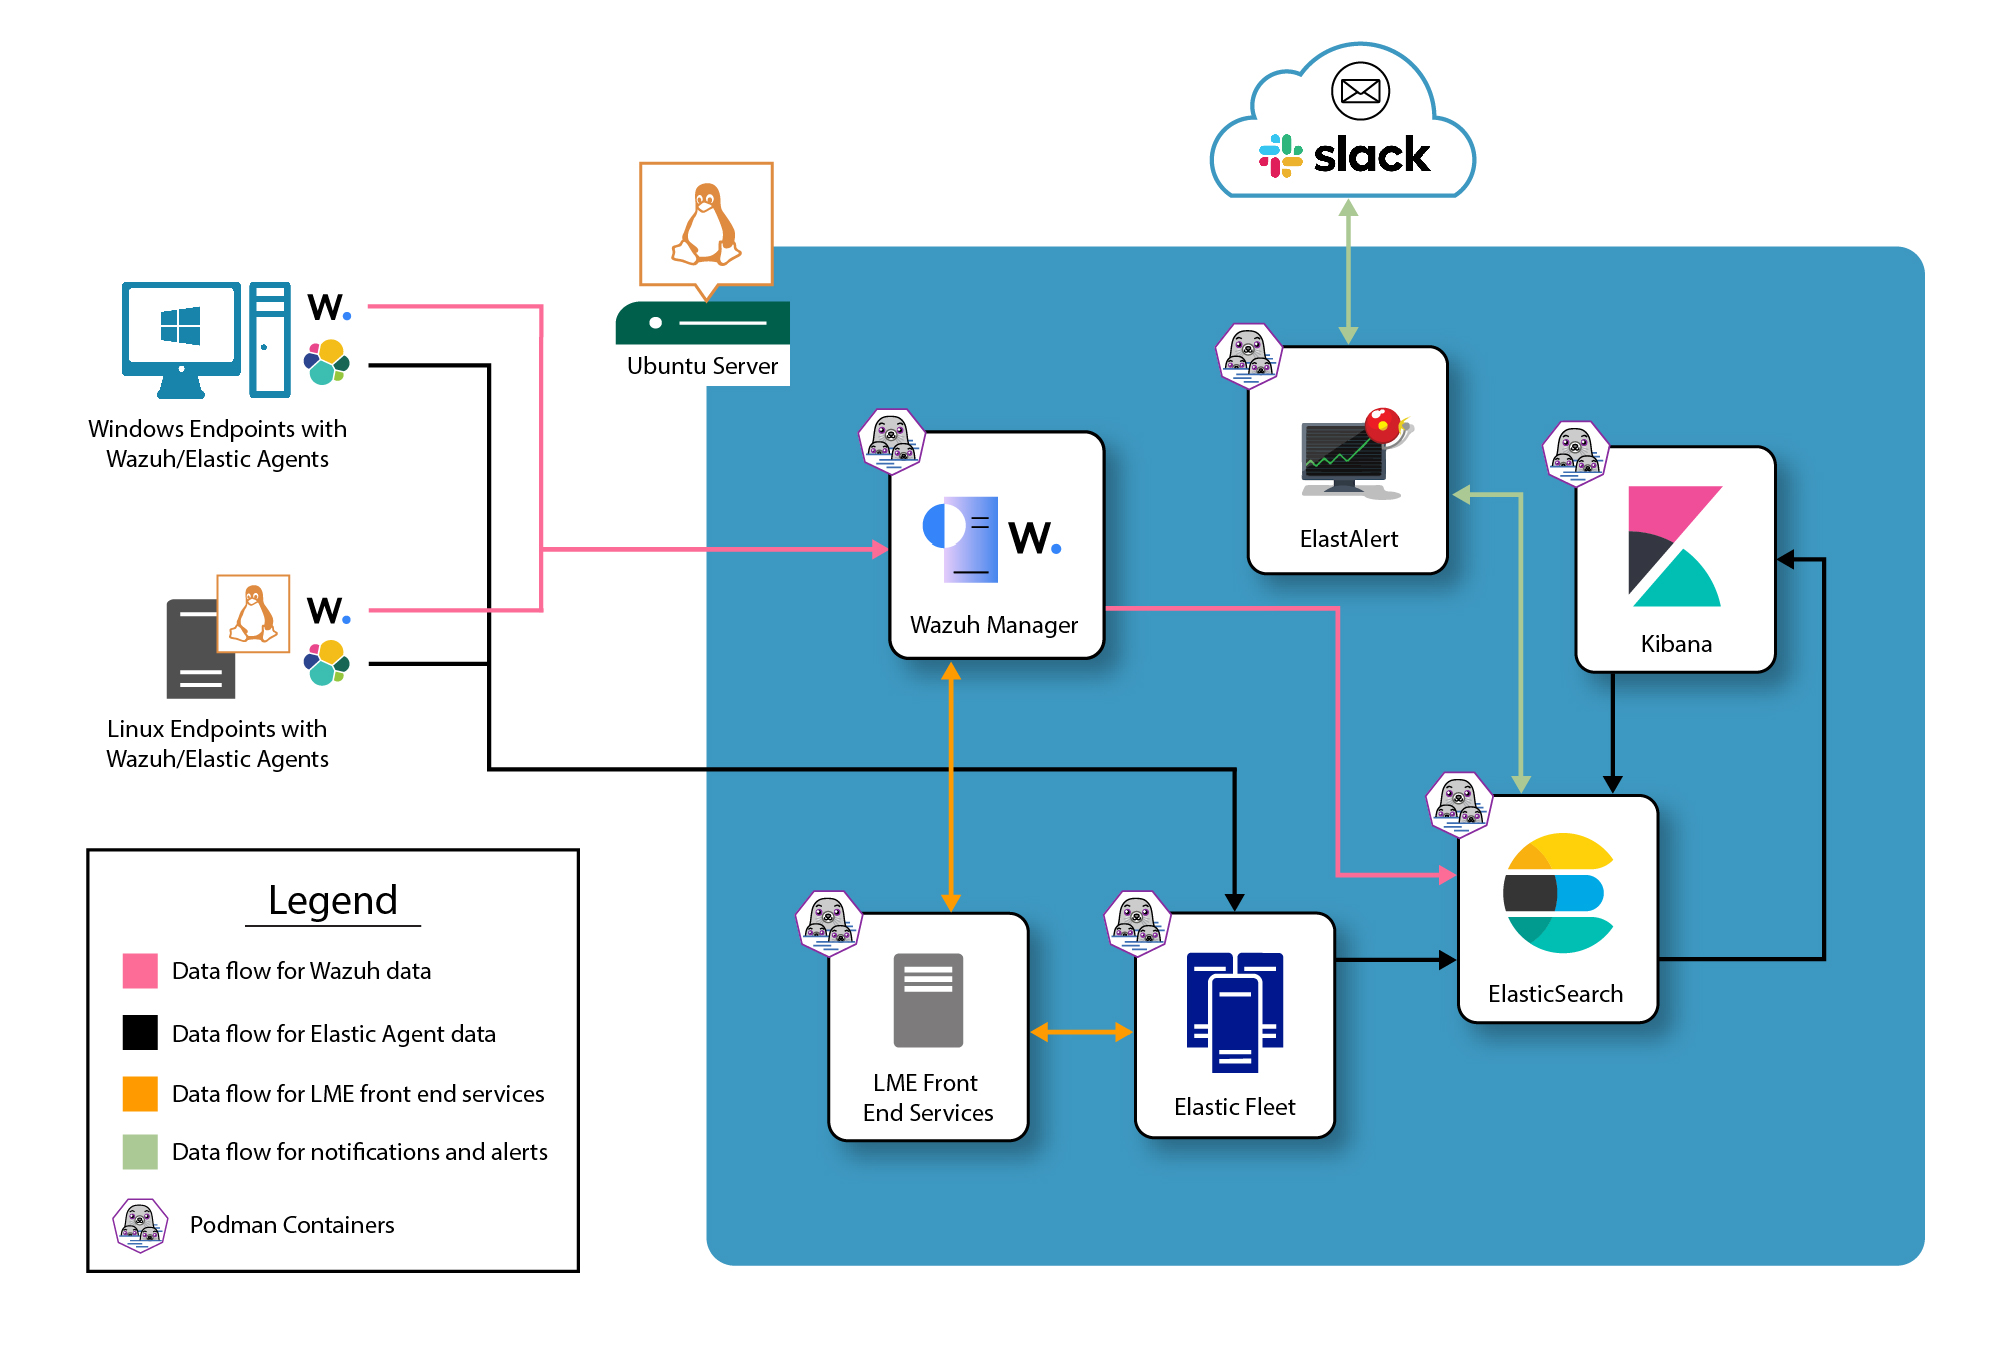 slack
Ubuntu Server
W.
Windows Endpoints with
Wazuh/Elastic Agents
W.
Linux Endpoints with
Wazuh/Elastic Agents
W.
Wazuh Manager
ElastAlert
Kibana
ElasticSearch
LME Front
End Services
Elastic Fleet
Legend
Data flow for Wazuh data
Data flow for Elastic Agent data
Data flow for LME front end services
Data flow for notifications and alerts
Podman Containers